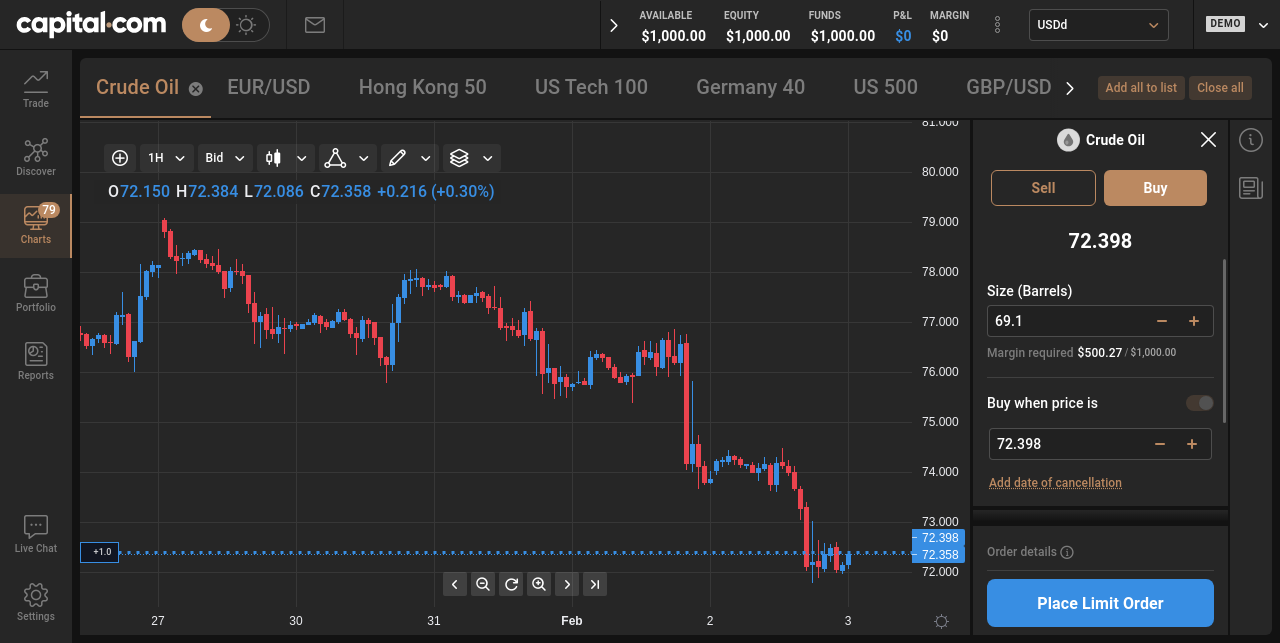 capital.com
AVAILABLE EQUITY FUNDS P&L MARGIN
$1,000.00 $1,000.00 $1,000.00 $0 $0
USDd
DEMO
Trade
Discover
79
Charts
Portfolio
Reports
Live Chat
Settings
Crude Oil EUR/USD Hong Kong 50 US Tech 100 Germany 40 US 500 GBP/USD
Add all to list Close all
1H Bid
O72.150 H72.384 L72.086 C72.358 +0.216 (+0.30%)
81.000
80.000
79.000
78.000
77.000
76.000
75.000
74.000
73.000
72.398
72.358
72.000
+1.0
27 30 31 Feb 2 3
Crude Oil
Sell Buy
72.398
Size (Barrels)
69.1
Margin required $500.27 / $1,000.00
Buy when price is
72.398
Add date of cancellation
Order details
Place Limit Order